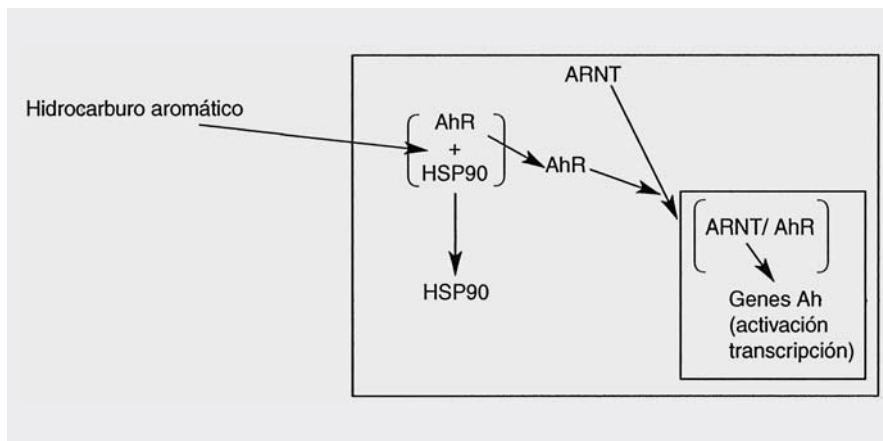 ARNT
Hidrocarburo aromático
AhR
+
HSP90
AhR
HSP90
ARNT/ AhR
Genes Ah
(activación
transcripción)